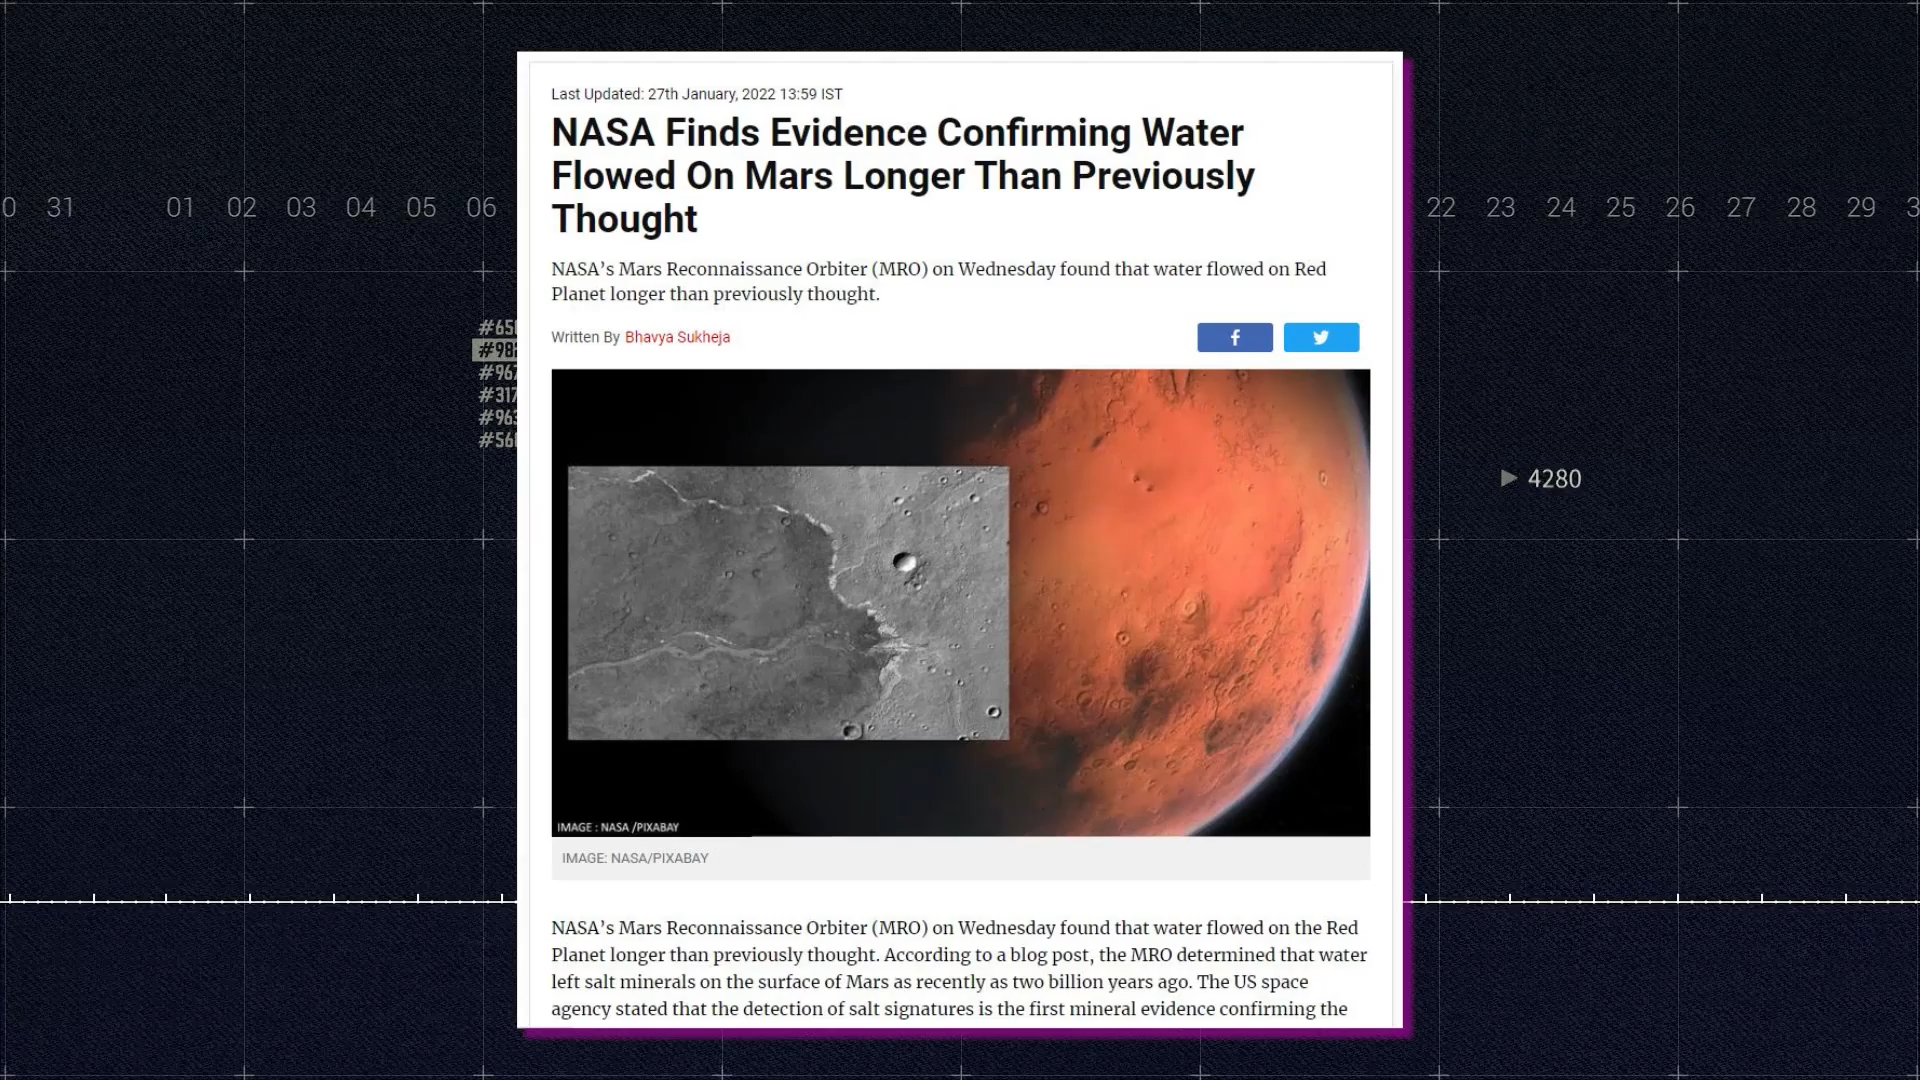 Last Updated: 27th January, 2022 13:59 IST
NASA Finds Evidence Confirming Water
Flowed On Mars Longer Than Previously
Thought
0 31 01 02 03 04 05 06
22 23 24 25 26 27 28 29 3
NASA’s Mars Reconnaissance Orbiter (MRO) on Wednesday found that water flowed on Red
Planet longer than previously thought.
Written By Bhavya Sukheja
#65
#98
#967
#317
#963
#56
4280
IMAGE : NASA /PIXABAY
IMAGE: NASA/PIXABAY
NASA’s Mars Reconnaissance Orbiter (MRO) on Wednesday found that water flowed on the Red
Planet longer than previously thought. According to a blog post, the MRO determined that water
left salt minerals on the surface of Mars as recently as two billion years ago. The US space
agency stated that the detection of salt signatures is the first mineral evidence confirming the